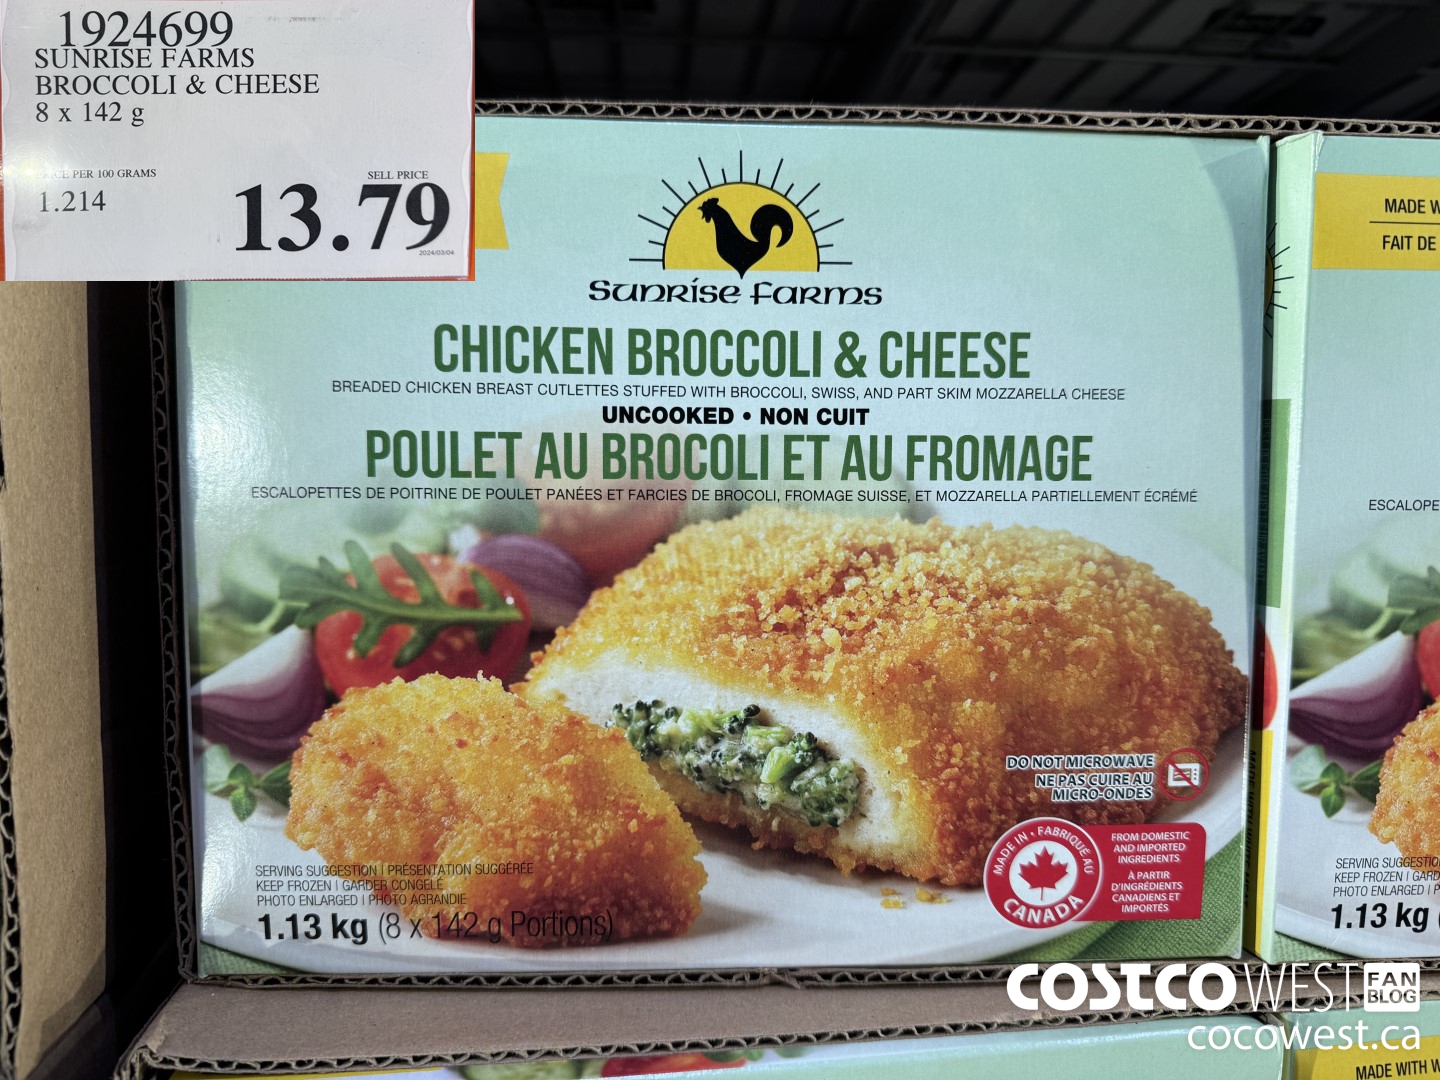 1924699
SUNRISE FARMS
BROCCOLI & CHEESE
8 x 142 g
PRICE PER 100 GRAMS
SELL PRICE
1.214
13.79
2024/03/04
Sunrise Farms
CHICKEN BROCCOLI & CHEESE
BREADED CHICKEN BREAST CUTLETTES STUFFED WITH BROCCOLI, SWISS, AND PART SKIM MOZZARELLA CHEESE
UNCOOKED • NON CUIT
POULET AU BROCOLI ET AU FROMAGE
ESCALOPETTES DE POITRINE DE POULET PANÉES ET FARCIES DE BROCOLI, FROMAGE SUISSE, ET MOZZARELLA PARTIELLEMENT ÉCRÉMÉ
DO NOT MICROWAVE
NE PAS CUIRE AU
MICRO-ONDES
MADE IN • FABRIQUÉ AU
CANADA
FROM DOMESTIC
AND IMPORTED
INGREDIENTS
À PARTIR
D'INGRÉDIENTS
CANADIENS ET
IMPORTÉS
SERVING SUGGESTION | PRÉSENTATION SUGGÉRÉE
KEEP FROZEN | GARDER CONGELÉ
PHOTO ENLARGED | PHOTO AGRANDIE
1.13 kg (8 x 142 g Portions)
MADE W
FAIT DE
ESCALOPE
SERVING SUGGESTIO
KEEP FROZEN | GARD
PHOTO ENLARGED | P
1.13 kg (
MADE WITH W
COSTCO WEST FAN BLOG
cocowest.ca